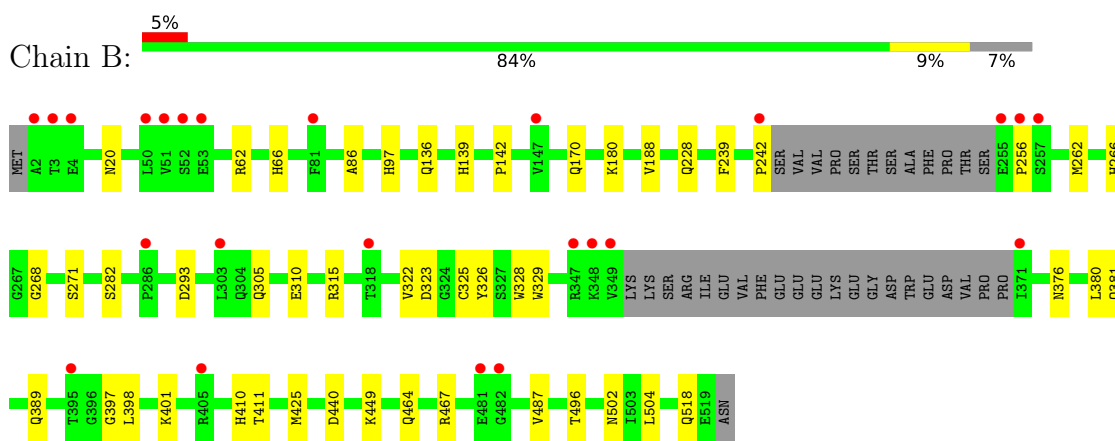 5%
Chain B:
84% 9% 7%
MET A2 T3 E4 N20 L50 V51 S52 E53 R62 H66 F81 A86 H97 Q136 H139 P142 V147 Q170 K180 V188 Q228 F239 P242 SER VAL VAL PRO SER THR SER ALA PHE PRO THR SER E255 P256 S257 M262 H266
G267 G268 S271 S282 P286 D293 L303 Q304 Q305 E310 R315 T318 V322 D323 G324 C325 Y326 S327 W328 W329 R347 K348 V349 LYS LYS SER ARG ILE GLU VAL PHE GLU GLU GLU LYS GLU GLY ASP TRP GLU ASP VAL PRO PRO I371 N376 L380
Q389 T395 G396 G397 L398 K401 R405 H410 T411 M425 D440 K449 Q464 R467 E481 G482 V487 T496 N502 I503 L504 Q518 E519 ASN